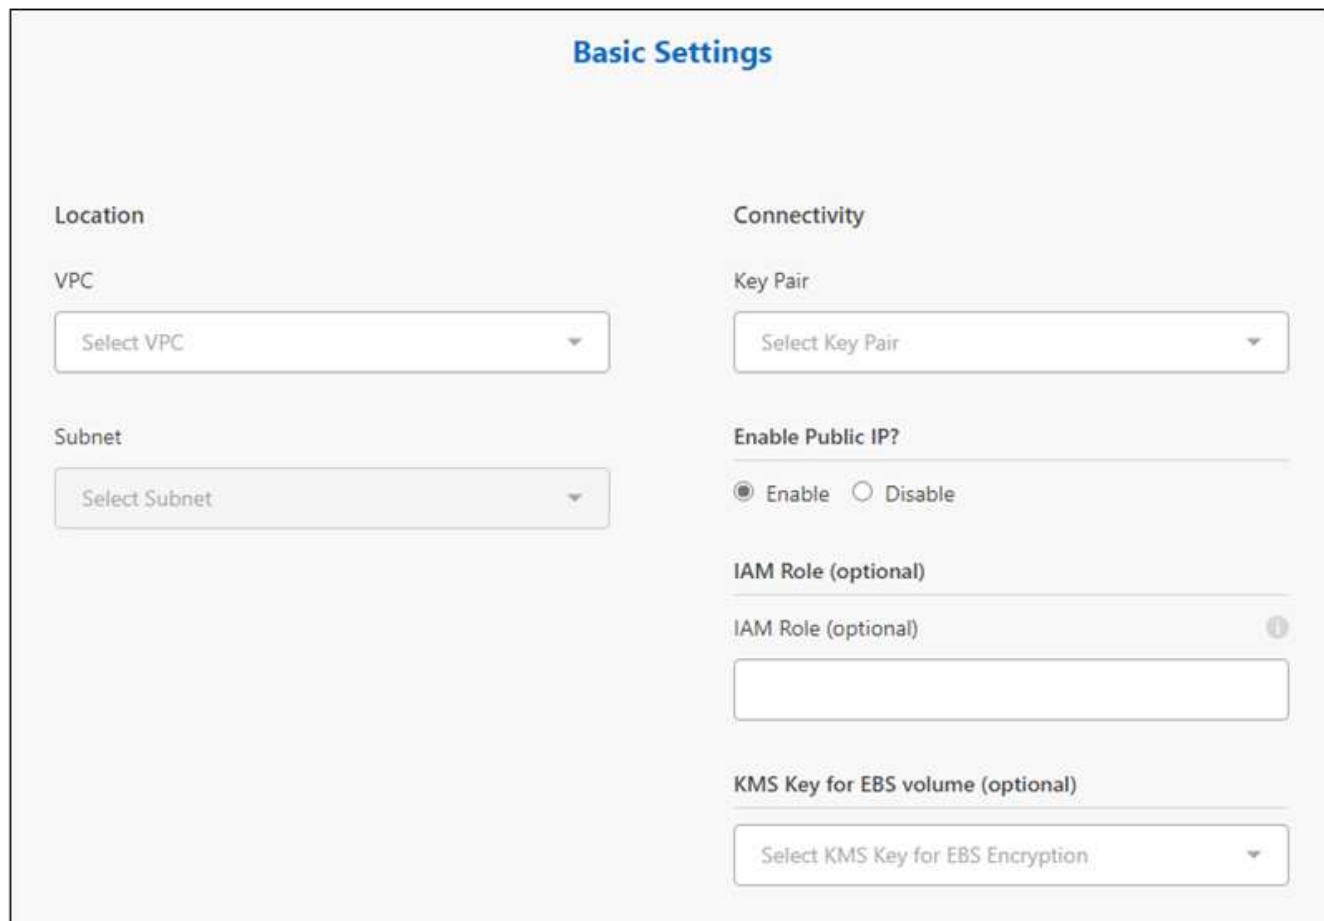 Basic Settings
Location
VPC
Select VPC
Subnet
Select Subnet
Connectivity
Key Pair
Select Key Pair
Enable Public IP?
Enable Disable
IAM Role (optional)
IAM Role (optional)
KMS Key for EBS volume (optional)
Select KMS Key for EBS Encryption